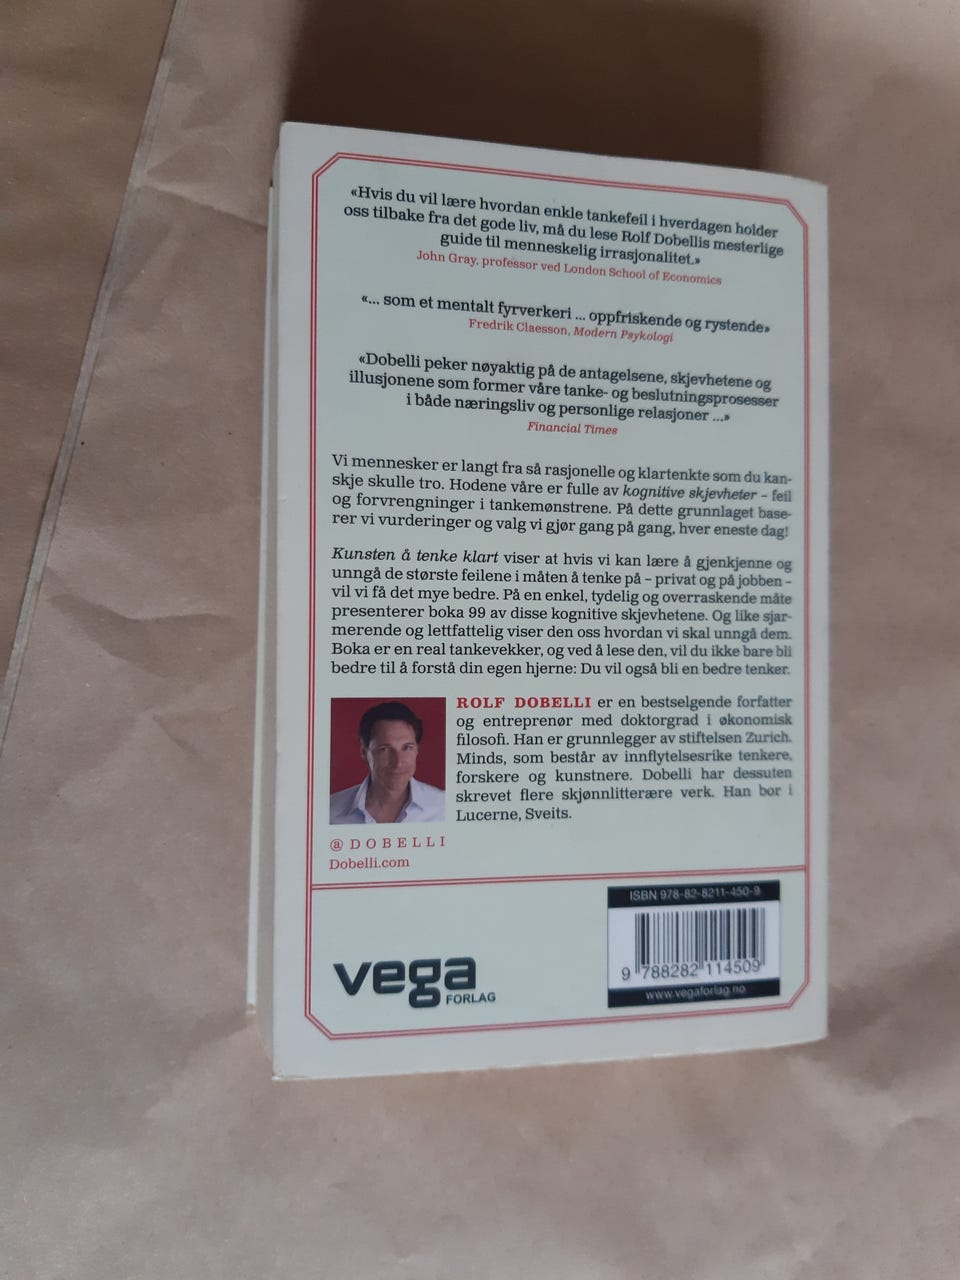 «Hvis du vil lære hvordan enkle tankefeil i hverdagen holder
oss tilbake fra det gode liv, må du lese Rolf Dobellis mesterlige
guide til menneskelig irrasjonalitet.»
John Gray, professor ved London School of Economics
«... som et mentalt fyrverkeri ... oppfriskende og rystende»
Fredrik Claesson, Modern Psykologi
«Dobelli peker nøyaktig på de antagelsene, skjevhetene og
illusjonene som former våre tanke- og beslutningsprosesser
i både næringsliv og personlige relasjoner ...»
Financial Times
Vi mennesker er langt fra så rasjonelle og klartenkte som du kan-
skje skulle tro. Hodene våre er fulle av kognitive skjevheter – feil
og forvrengninger i tankemønstrene. På dette grunnlaget base-
rer vi vurderinger og valg vi gjør gang på gang, hver eneste dag!
Kunsten å tenke klart viser at hvis vi kan lære å gjenkjenne og
unngå de største feilene i måten å tenke på – privat og på jobben –
vil vi få det mye bedre. På en enkel, tydelig og overraskende måte
presenterer boka 99 av disse kognitive skjevhetene. Og like sjar-
merende og lettfattelig viser den oss hvordan vi skal unngå dem.
Boka er en real tankevekker, og ved å lese den, vil du ikke bare bli
bedre til å forstå din egen hjerne: Du vil også bli en bedre tenker.
ROLF DOBELLI er en bestselgende forfatter
og entreprenør med doktorgrad i økonomisk
filosofi. Han er grunnlegger av stiftelsen Zurich.
Minds, som består av innflytelsesrike tenkere,
forskere og kunstnere. Dobelli har dessuten
skrevet flere skjønnlitterære verk. Han bor i
Lucerne, Sveits.
@DOBELLI
Dobelli.com
ISBN 978-82-8211-450-9
9 788282 114509
www.vegaforlag.no
vega
FORLAG